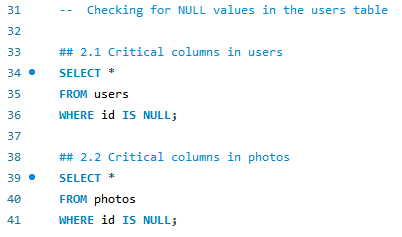 31 -- Checking for NULL values in the users table
32
33 ## 2.1 Critical columns in users
34 SELECT *
35 FROM users
36 WHERE id IS NULL;
37
38 ## 2.2 Critical columns in photos
39 SELECT *
40 FROM photos
41 WHERE id IS NULL;